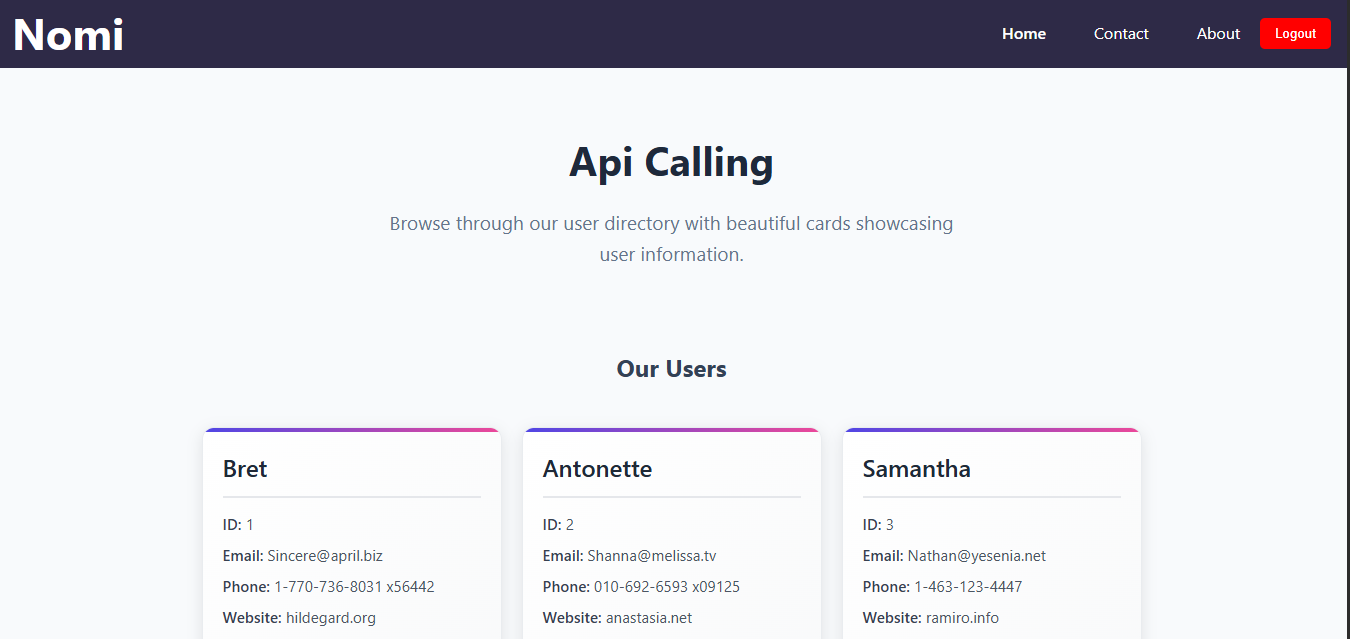 Nomi
Home Contact About Logout
Api Calling
Browse through our user directory with beautiful cards showcasing
user information.
Our Users
Bret
ID: 1
Email: Sincere@april.biz
Phone: 1-770-736-8031 x56442
Website: hildegard.org
Antonette
ID: 2
Email: Shanna@melissa.tv
Phone: 010-692-6593 x09125
Website: anastasia.net
Samantha
ID: 3
Email: Nathan@yesenia.net
Phone: 1-463-123-4447
Website: ramiro.info